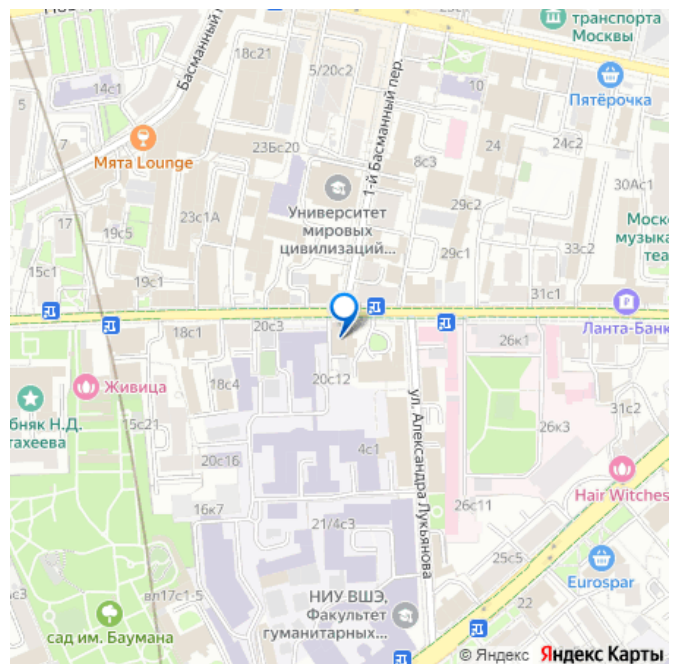 транспорта
Москвы
Басманный
18с21
5/20с2
1-й Басманный пер.
14с1
5
10
Пятёрочка
7
Мята Lounge
23Бс20
24
24с2
8с3
30Ас1
Университет
мировых
цивилизаций...
29с2
23с1А
17
19с5
29с1
33с2
15с1
19с1
31с1
18с1
20с3
Ланта-Банк
26к1
Живица
18с4
20с12
ул. Александра Лукьянова
31с2
15с21
26к3
4с1
20с16
Hair Witches
26с11
16к7
21/4с3
25с5
Eurospar
НИУ ВШЭ,
Факультет
гуманитарных...
вл17с1-5
22
сад им. Баумана
© Яндекс Яндекс Карты